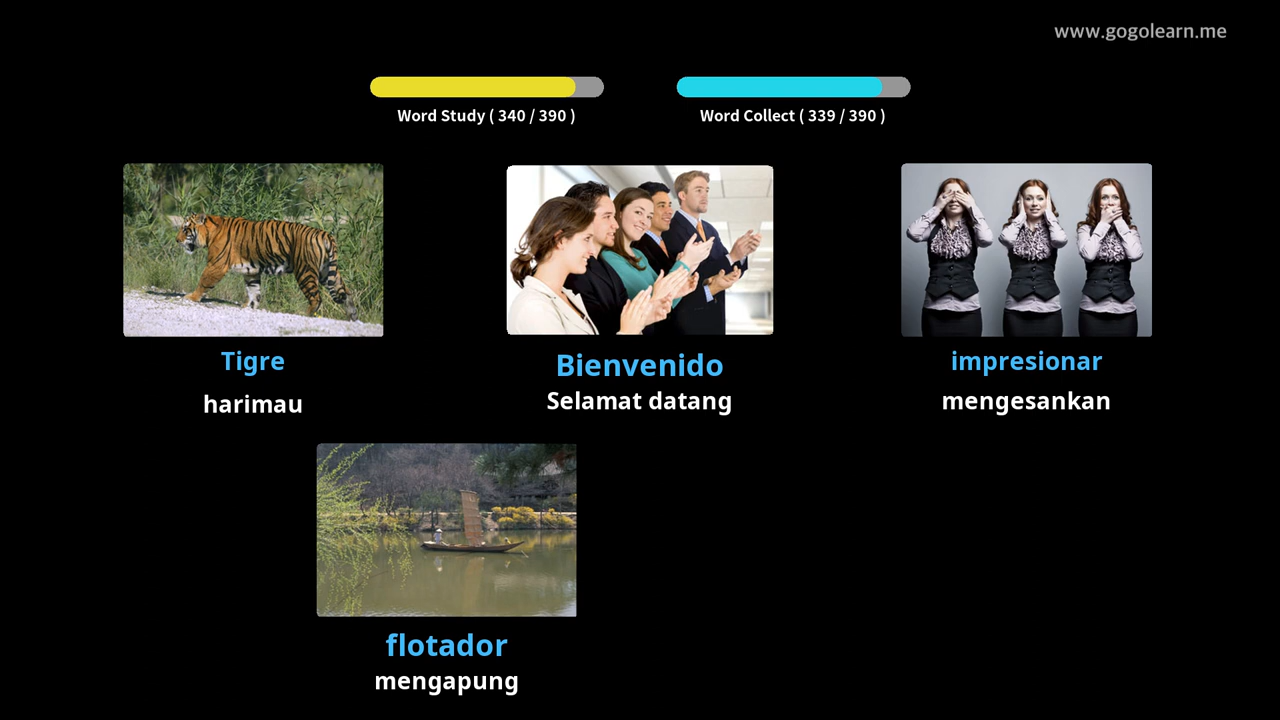 www.gogolearn.me
Word Study ( 340 / 390 )
Word Collect ( 339 / 390 )
Tigre
harimau
Bienvenido
Selamat datang
impresionar
mengesankan
flotador
mengapung